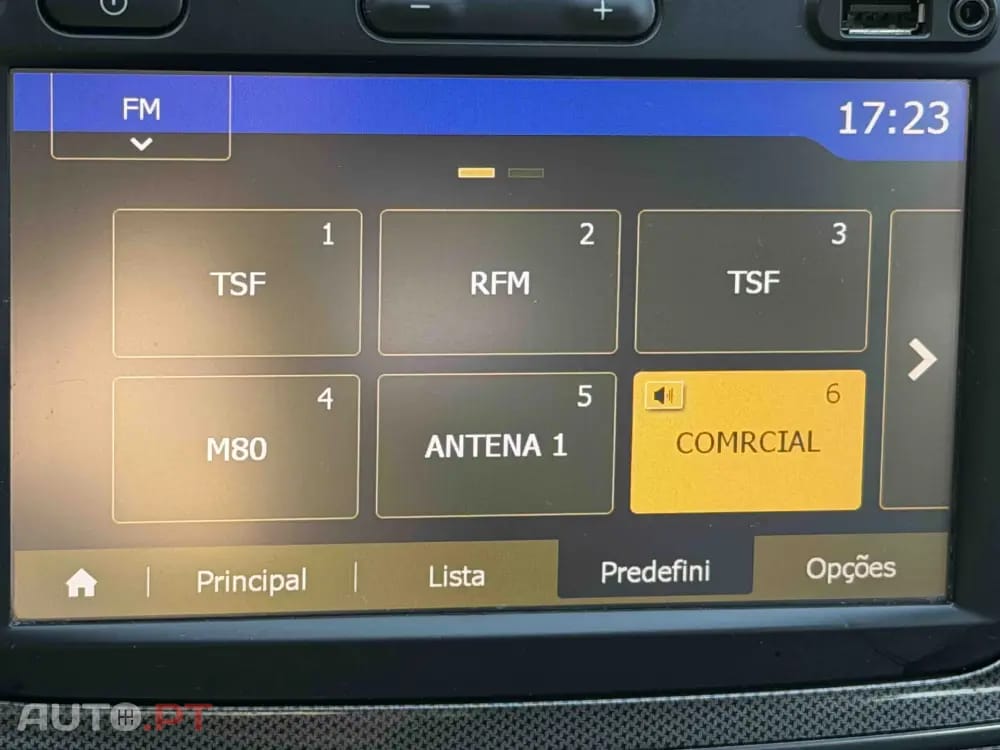 FM
17:23
1
TSF
2
RFM
3
TSF
4
M80
5
ANTENA 1
6
COMRCIAL
Principal
Lista
Predefini
Opções
AUTO.PT